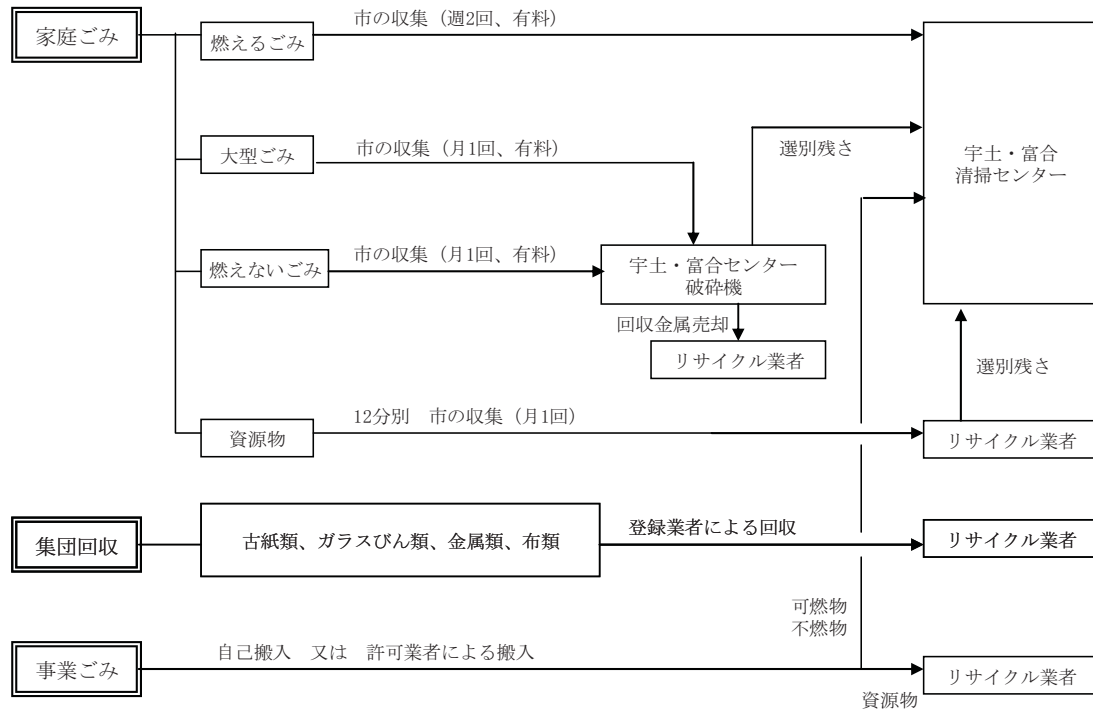 市の収集（週2回、有料）
家庭ごみ
燃えるごみ
大型ごみ
市の収集（月1回、有料）
選別残さ
宇土・富合
清掃センター
燃えないごみ
市の収集（月1回、有料）
宇土・富合センター
破砕機
回収金属売却
リサイクル業者
選別残さ
12分別　市の収集（月1回）
資源物
リサイクル業者
集団回収
古紙類、ガラスびん類、金属類、布類
登録業者による回収
リサイクル業者
可燃物
不燃物
自己搬入　又は　許可業者による搬入
事業ごみ
リサイクル業者
資源物